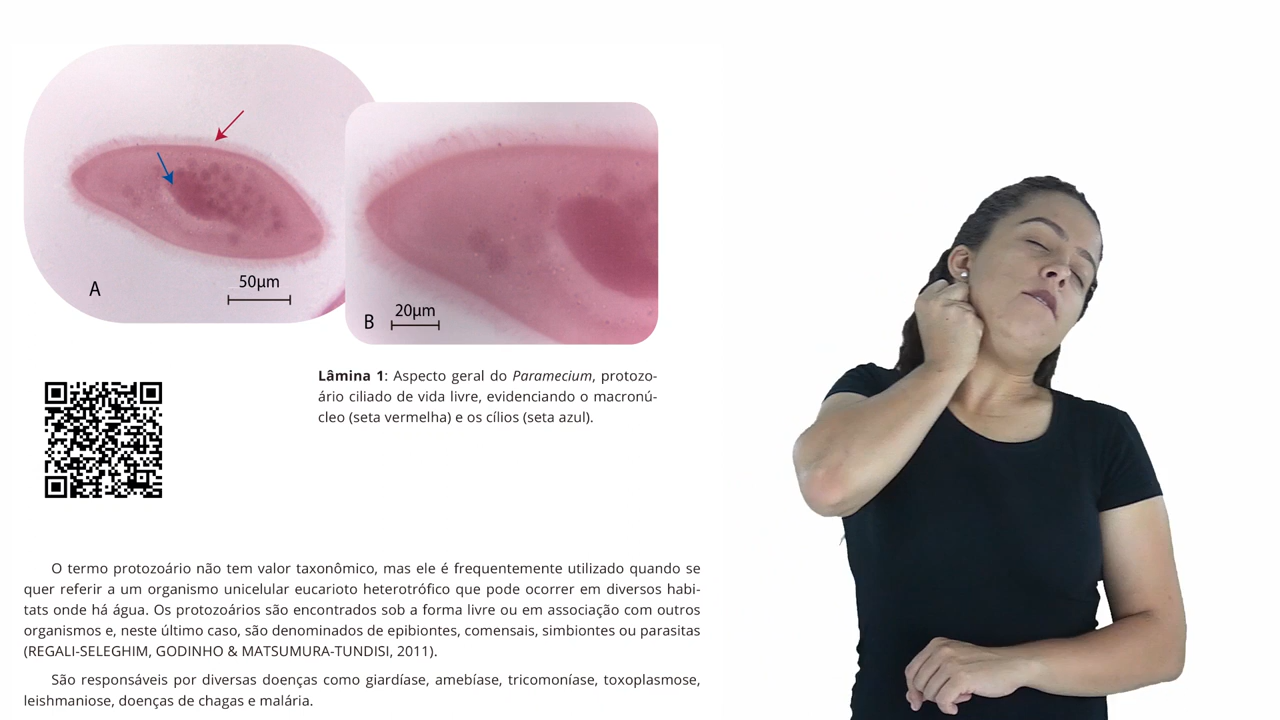 A
50µm
B
20µm
Lâmina 1: Aspecto geral do Paramecium, protozo-
ário ciliado de vida livre, evidenciando o macronú-
cleo (seta vermelha) e os cílios (seta azul).
O termo protozoário não tem valor taxonômico, mas ele é frequentemente utilizado quando se
quer referir a um organismo unicelular eucarioto heterotrófico que pode ocorrer em diversos habi-
tats onde há água. Os protozoários são encontrados sob a forma livre ou em associação com outros
organismos e, neste último caso, são denominados de epibiontes, comensais, simbiontes ou parasitas
(REGALI-SELEGHIM, GODINHO & MATSUMURA-TUNDISI, 2011).
São responsáveis por diversas doenças como giardíase, amebíase, tricomoníase, toxoplasmose,
leishmaniose, doenças de chagas e malária.